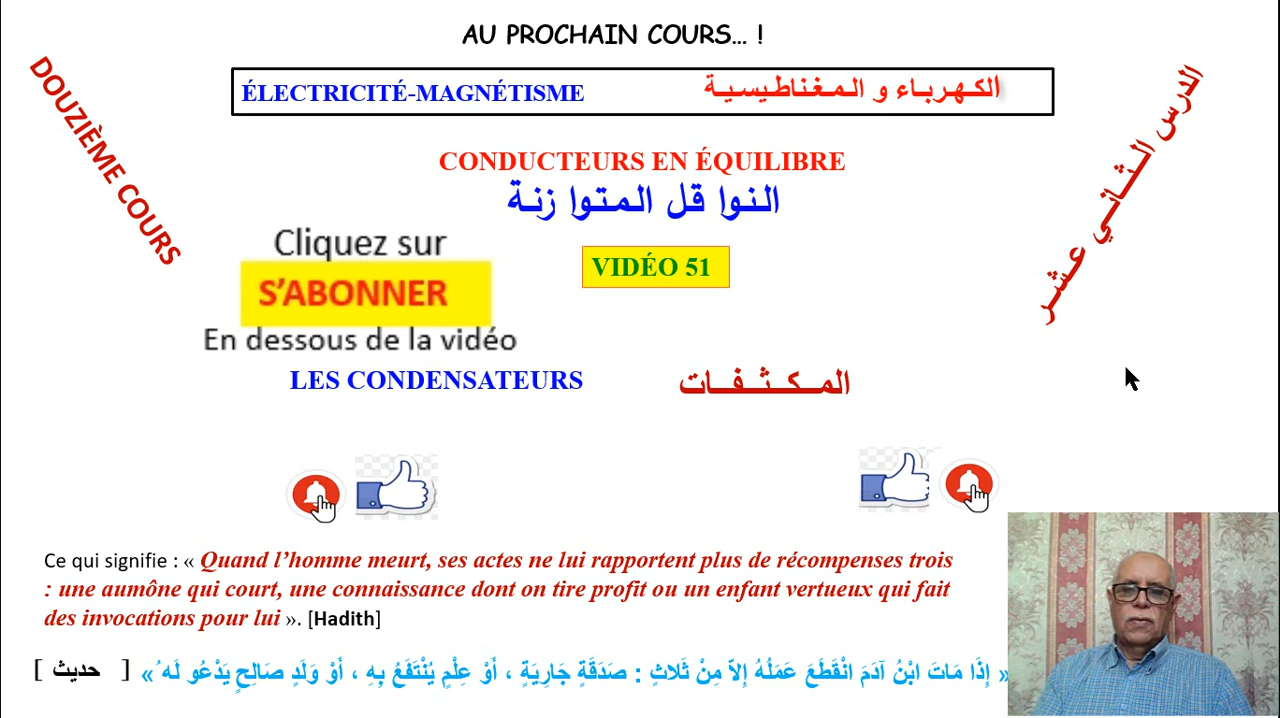 AU PROCHAIN COURS... !
ÉLECTRICITÉ-MAGNÉTISME الكهرباء و المغناطيسية
DOUZIÈME COURS
الدرس الثاني عشر
CONDUCTEURS EN ÉQUILIBRE
النوا قل المتوا زنة
Cliquez sur
S'ABONNER
En dessous de la vidéo
VIDÉO 51
LES CONDENSATEURS المكثفات
Ce qui signifie : « Quand l'homme meurt, ses actes ne lui rapportent plus de récompenses trois
: une aumône qui court, une connaissance dont on tire profit ou un enfant vertueux qui fait
des invocations pour lui ». [Hadith]
« إِذَا مَاتَ ابْنُ آدَمَ انْقَطَعَ عَمَلُهُ إِلاَّ مِنْ ثَلاثٍ : صَدَقَةٍ جَارِيَةٍ ، أَوْ عِلْمٍ يُنْتَفَعُ بِهِ ، أَوْ وَلَدٍ صَالِحٍ يَدْعُو لَه ُ» [ حديث ]